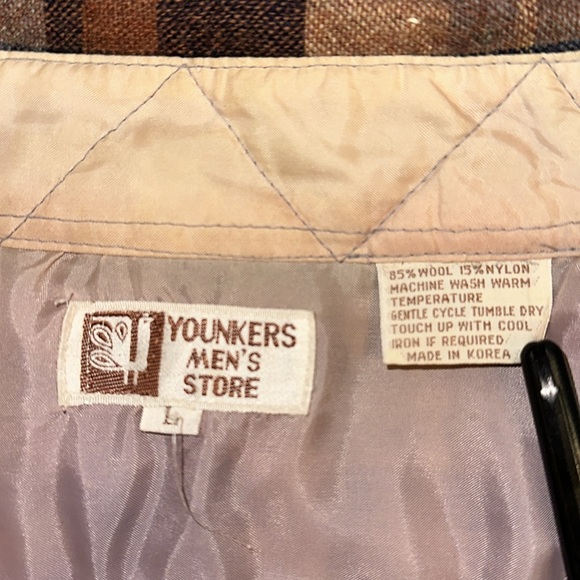 YOUNKERS
MEN'S
STORE
L
85% WOOL 15% NYLON
MACHINE WASH WARM
TEMPERATURE
GENTLE CYCLE TUMBLE DRY
TOUCH UP WITH COOL
IRON IF REQUIRED
MADE IN KOREA